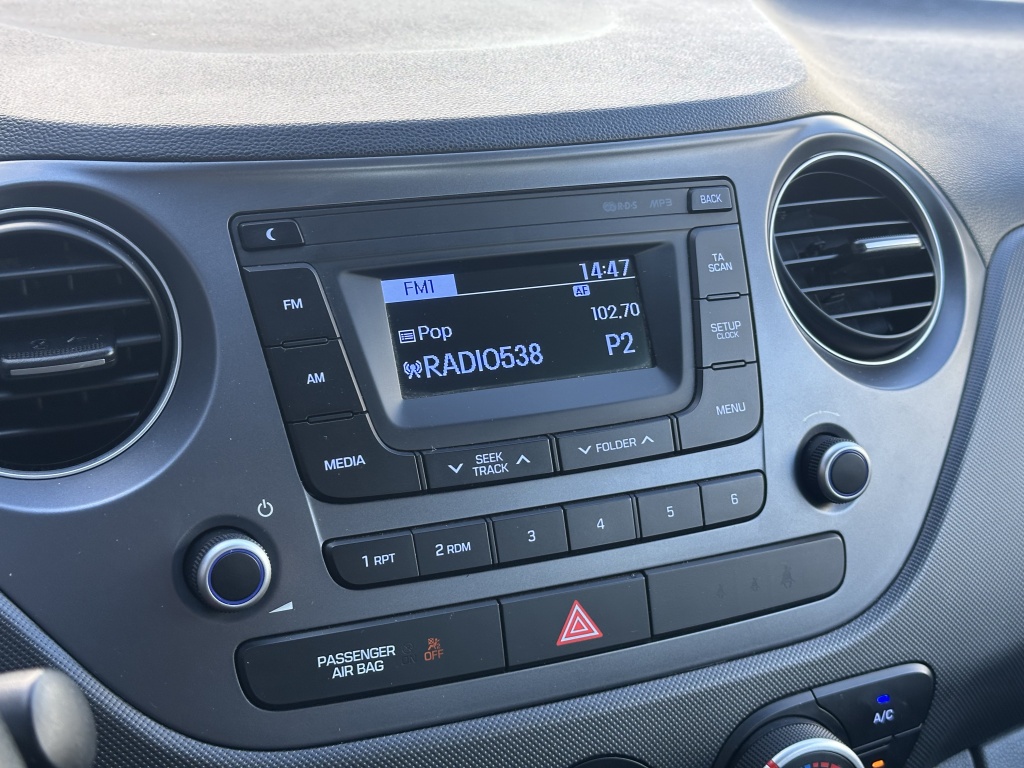 RDS MP3 BACK
FM1 14:47
AF
102.70
Pop
RADIO538 P2
FM
AM
MEDIA
TA
SCAN
SETUP
CLOCK
MENU
SEEK
TRACK
FOLDER
1 RPT 2 RDM 3 4 5 6
PASSENGER
AIR BAG
OFF
A/C